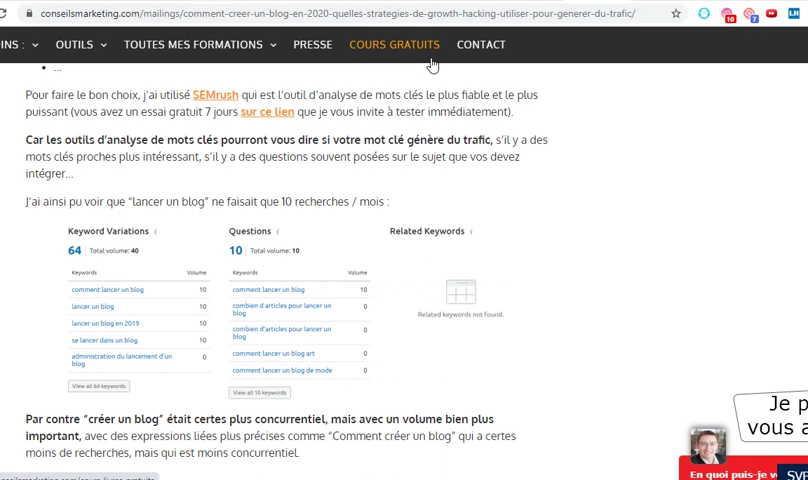 conseilsmarketing.com/mailings/comment-creer-un-blog-en-2020-quelles-strategies-de-growth-hacking-utiliser-pour-generer-du-trafic/
10
7
INS :
OUTILS
TOUTES MES FORMATIONS
PRESSE
COURS GRATUITS
CONTACT
...
Pour faire le bon choix, j'ai utilisé SEMrush qui est l'outil d'analyse de mots clés le plus fiable et le plus
puissant (vous avez un essai gratuit 7 jours sur ce lien que je vous invite à tester immédiatement).
Car les outils d'analyse de mots clés pourront vous dire si votre mot clé génère du trafic, s'il y a des
mots clés proches plus intéressant, s'il y a des questions souvent posées sur le sujet que vos devez
intégrer...
J'ai ainsi pu voir que "lancer un blog" ne faisait que 10 recherches / mois :
Keyword Variations i
64 Total volume: 40
Keywords Volume
comment lancer un blog 10
lancer un blog 10
lancer un blog en 2019 10
se lancer dans un blog 10
administration du lancement d'un 0
blog
View all 64 keywords
Questions i
10 Total volume: 10
Keywords Volume
comment lancer un blog 10
combien d articles pour lancer un 0
blog
combien d'articles pour lancer un 0
blog
comment lancer un blog art 0
comment lancer un blog de mode 0
View all 10 keywords
Related Keywords i
Related keywords not found.
Par contre "créer un blog" était certes plus concurrentiel, mais avec un volume bien plus
important, avec des expressions liées plus précises comme "Comment créer un blog" qui a certes
moins de recherches, mais qui est moins concurrentiel.
Je p
vous a
En quoi puis-je v